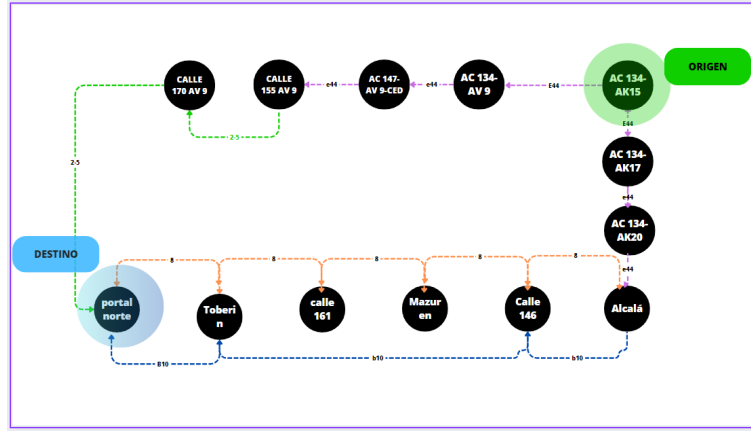 ORIGEN
CALLE
170 AV 9
CALLE
155 AV 9
e44
AC 147-
AV 9-CED
e44
AC 134-
AV 9
E44
AC 134-
AK15
E44
2-5
2-5
AC 134-
AK17
e44
AC 134-
AK20
e44
DESTINO
8
8
8
8
8
portal
norte
Toberi
n
calle
161
Mazur
en
Calle
146
Alcalá
B10
b10
b10